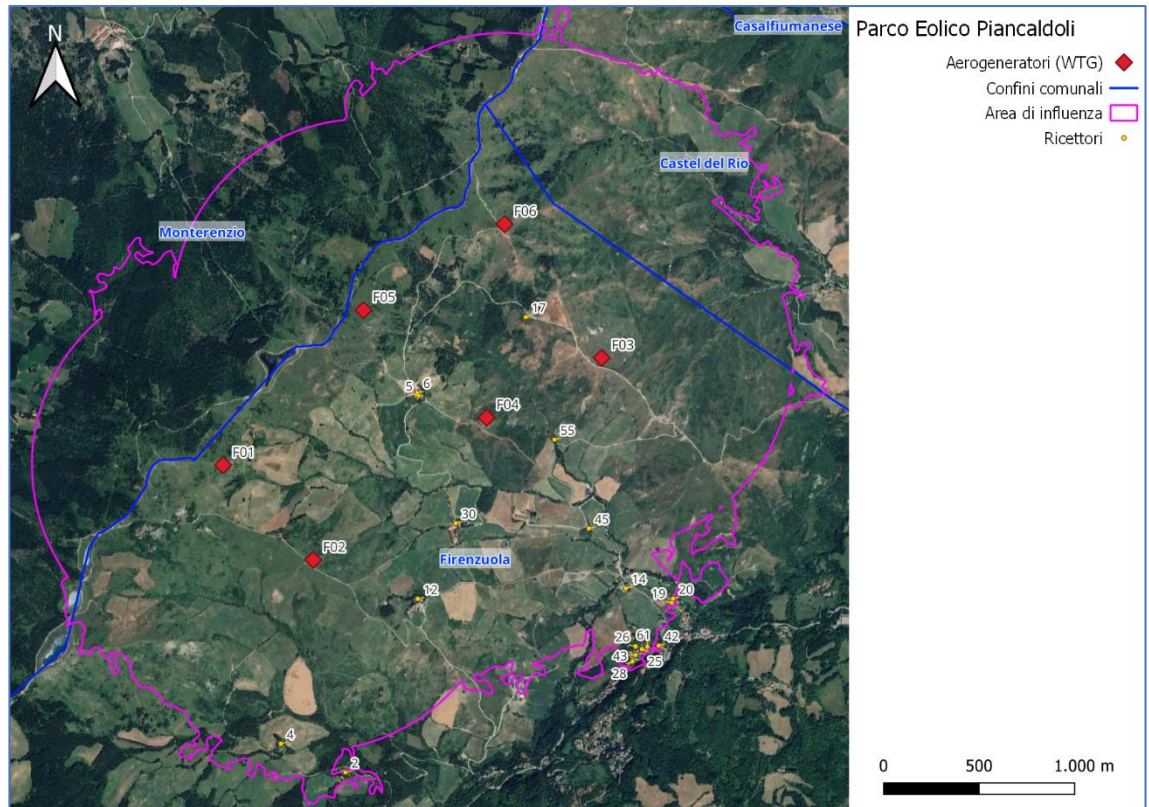 Parco Eolico Piancaldoli
Aerogeneratori (WTG)
Confini comunali
Area di influenza
Ricettori
N
Casalfiumanese
Castel del Rio
Monterenzio
F06
F05
17
F03
5 6
F04
55
F01
30
45
Firenzuola
F02
12
14
20
19
26 61 42
43 25
28
4
2
0 500 1.000 m